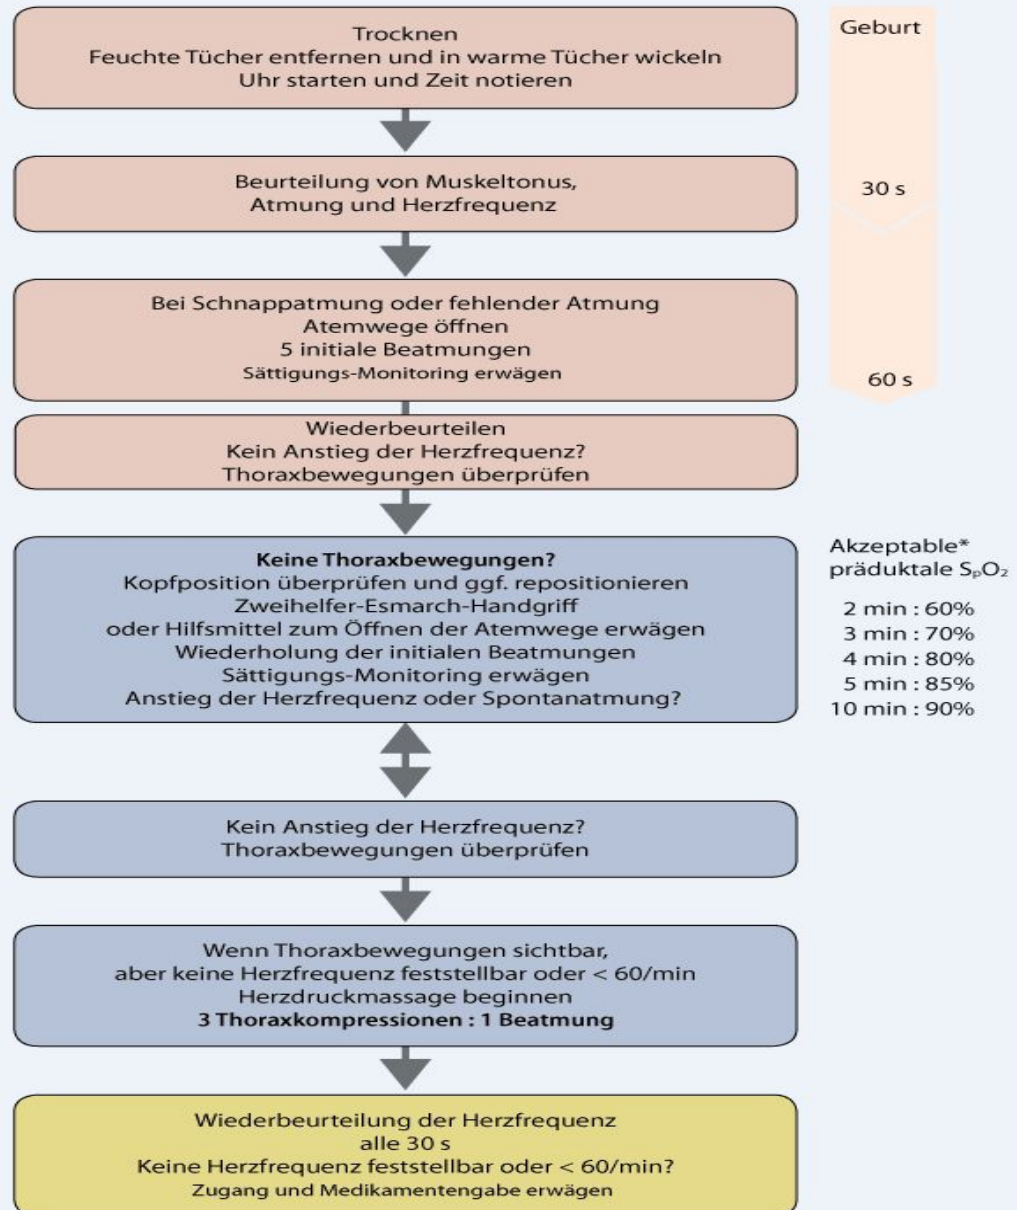 Trocknen
Feuchte Tücher entfernen und in warme Tücher wickeln
Uhr starten und Zeit notieren
Geburt
Beurteilung von Muskeltonus,
Atmung und Herzfrequenz
30 s
Bei Schnappatmung oder fehlender Atmung
Atemwege öffnen
5 initiale Beatmungen
Sättigungs-Monitoring erwägen
60 s
Wiederbeurteilen
Kein Anstieg der Herzfrequenz?
Thoraxbewegungen überprüfen
Keine Thoraxbewegungen?
Kopfposition überprüfen und ggf. repositionieren
Zweihelfer-Esmarch-Handgriff
oder Hilfsmittel zum Öffnen der Atemwege erwägen
Wiederholung der initialen Beatmungen
Sättigungs-Monitoring erwägen
Anstieg der Herzfrequenz oder Spontanatmung?
Akzeptable*
präduktale SₚO₂
2 min : 60%
3 min : 70%
4 min : 80%
5 min : 85%
10 min : 90%
Kein Anstieg der Herzfrequenz?
Thoraxbewegungen überprüfen
Wenn Thoraxbewegungen sichtbar,
aber keine Herzfrequenz feststellbar oder < 60/min
Herzdruckmassage beginnen
3 Thoraxkompressionen : 1 Beatmung
Wiederbeurteilung der Herzfrequenz
alle 30 s
Keine Herzfrequenz feststellbar oder < 60/min?
Zugang und Medikamentengabe erwägen